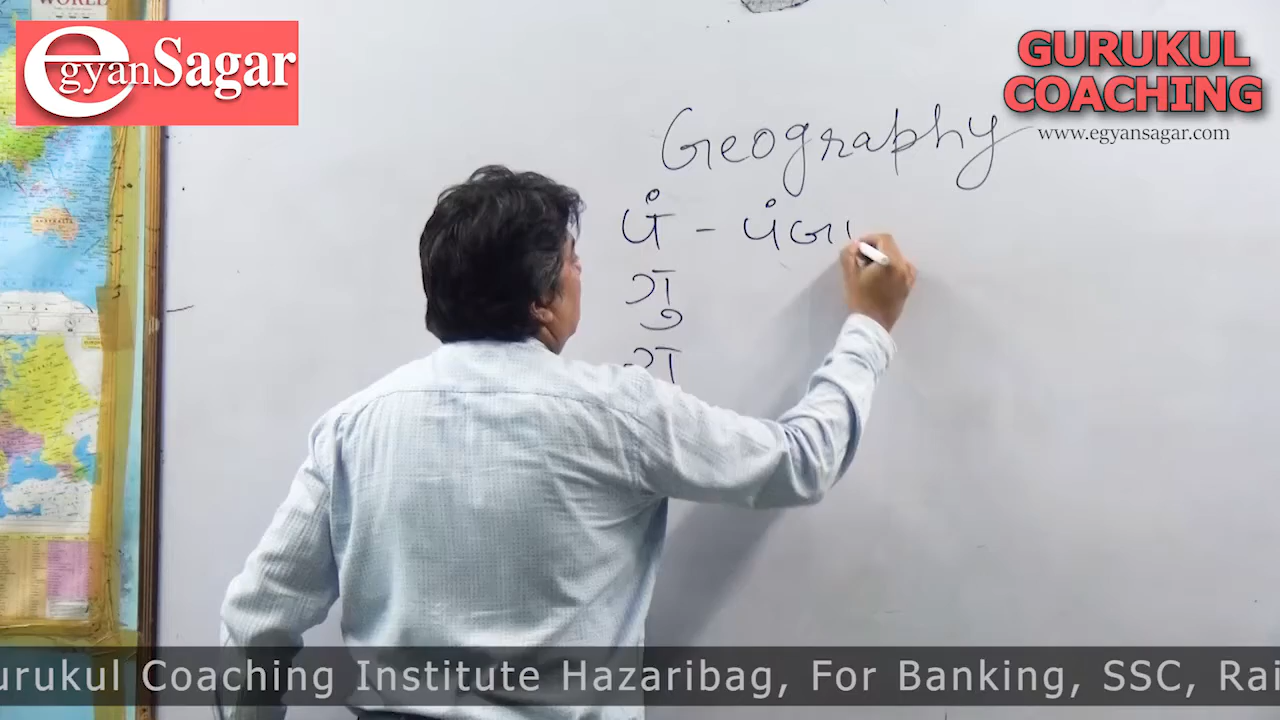 WORLD
egyanSagar
GURUKUL
COACHING
www.egyansagar.com
Geography
पं - पंजा
गु
रा
urukul Coaching Institute Hazaribag, For Banking, SSC, Rai